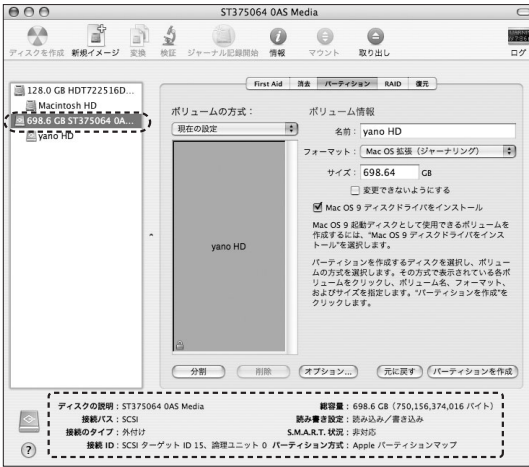 ST375064 0AS Media
ディスクを作成 新規イメージ 変換 検証 ジャーナル記録開始 情報 マウント 取り出し ログ
128.0 GB HDT722516D...
Macintosh HD
698.6 GB ST375064 0A...
yano HD
First Aid 消去 パーティション RAID 復元
ボリュームの方式：
現在の設定
yano HD
ボリューム情報
名前： yano HD
フォーマット： Mac OS 拡張（ジャーナリング）
サイズ： 698.64 GB
変更できないようにする
Mac OS 9 ディスクドライバをインストール
Mac OS 9 起動ディスクとして使用できるボリュームを
作成するには、"Mac OS 9 ディスクドライバをインス
トール"を選択します。
パーティションを作成するディスクを選択し、ボリュー
ムの方式を選択します。その方式で表示されている各ボ
リュームをクリックし、ボリューム名、フォーマット、
およびサイズを指定します。"パーティションを作成"を
クリックします。
分割 削除 オプション... 元に戻す パーティションを作成
ディスクの説明：ST375064 0AS Media 総容量：698.6 GB（750,156,374,016 バイト）
接続バス：SCSI 読み書き設定：読み込み／書き込み
接続のタイプ：外付け S.M.A.R.T. 状況：非対応
接続 ID：SCSI ターゲット ID 15、論理ユニット 0 パーティション方式：Apple パーティションマップ
?